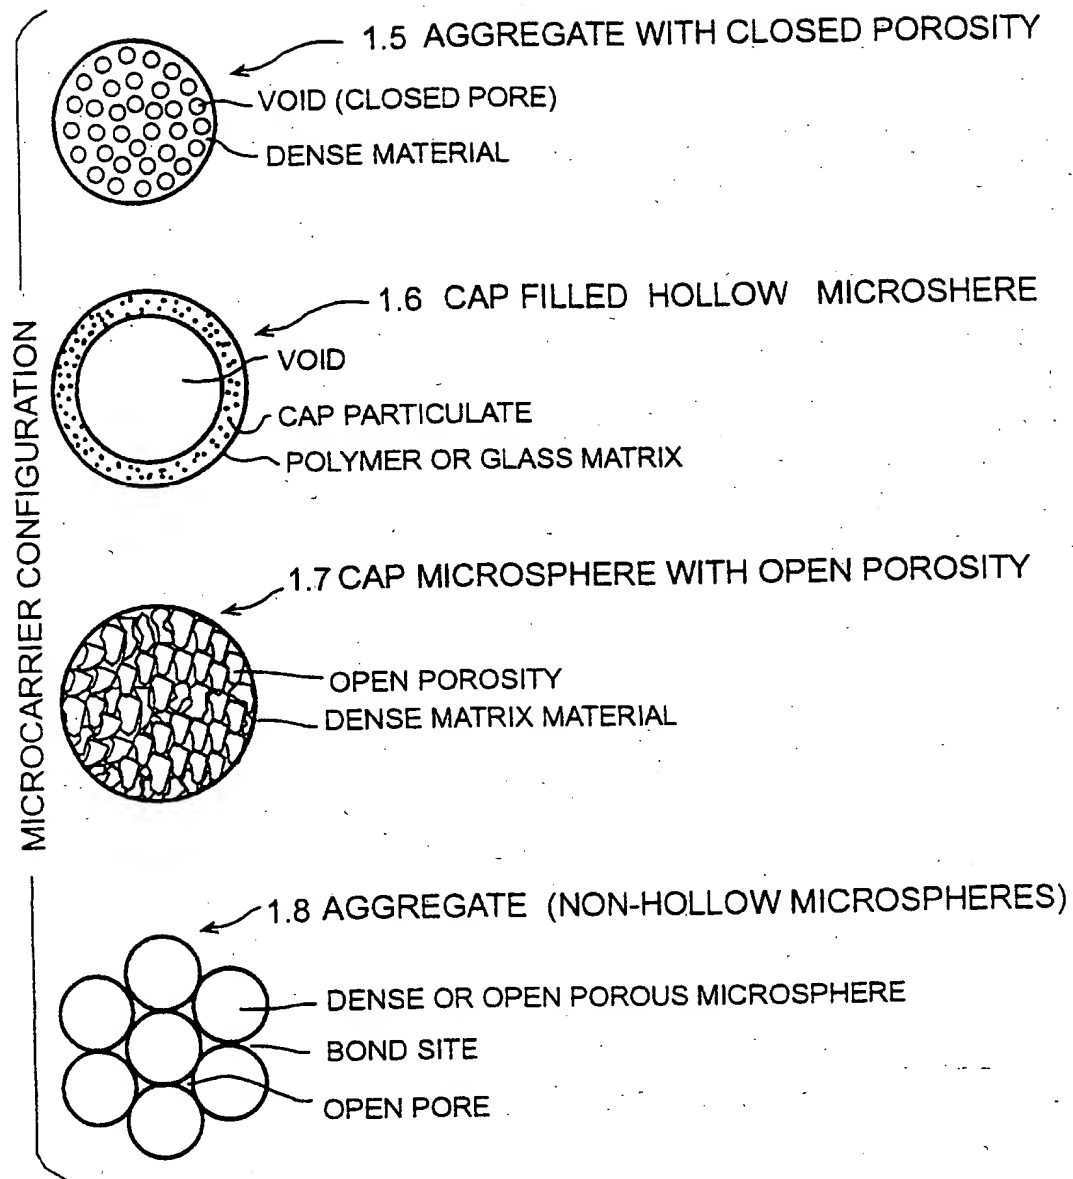 MICROCARRIER CONFIGURATION
1.5 AGGREGATE WITH CLOSED POROSITY
VOID (CLOSED PORE)
DENSE MATERIAL
1.6 CAP FILLED HOLLOW MICROSHERE
VOID
CAP PARTICULATE
POLYMER OR GLASS MATRIX
1.7 CAP MICROSPHERE WITH OPEN POROSITY
OPEN POROSITY
DENSE MATRIX MATERIAL
1.8 AGGREGATE (NON-HOLLOW MICROSPHERES)
DENSE OR OPEN POROUS MICROSPHERE
BOND SITE
OPEN PORE